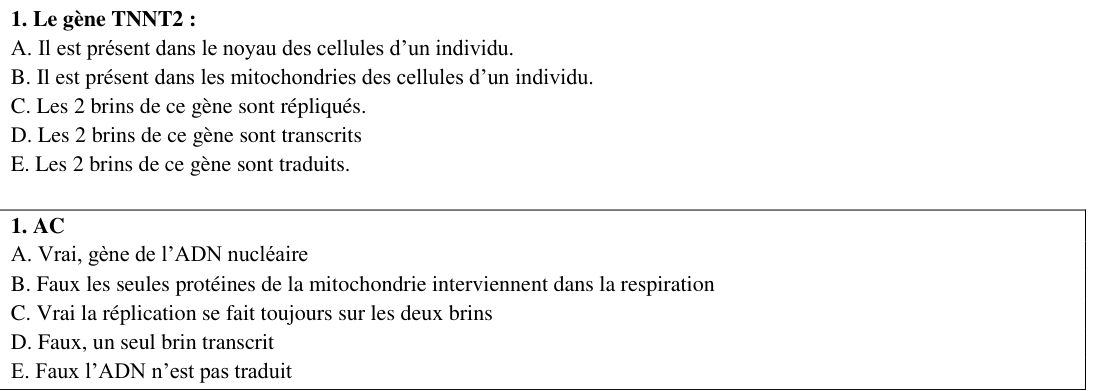 1. Le gène TNNT2 :
A. Il est présent dans le noyau des cellules d’un individu.
B. Il est présent dans les mitochondries des cellules d’un individu.
C. Les 2 brins de ce gène sont répliqués.
D. Les 2 brins de ce gène sont transcrits
E. Les 2 brins de ce gène sont traduits.
1. AC
A. Vrai, gène de l’ADN nucléaire
B. Faux les seules protéines de la mitochondrie interviennent dans la respiration
C. Vrai la réplication se fait toujours sur les deux brins
D. Faux, un seul brin transcrit
E. Faux l’ADN n’est pas traduit